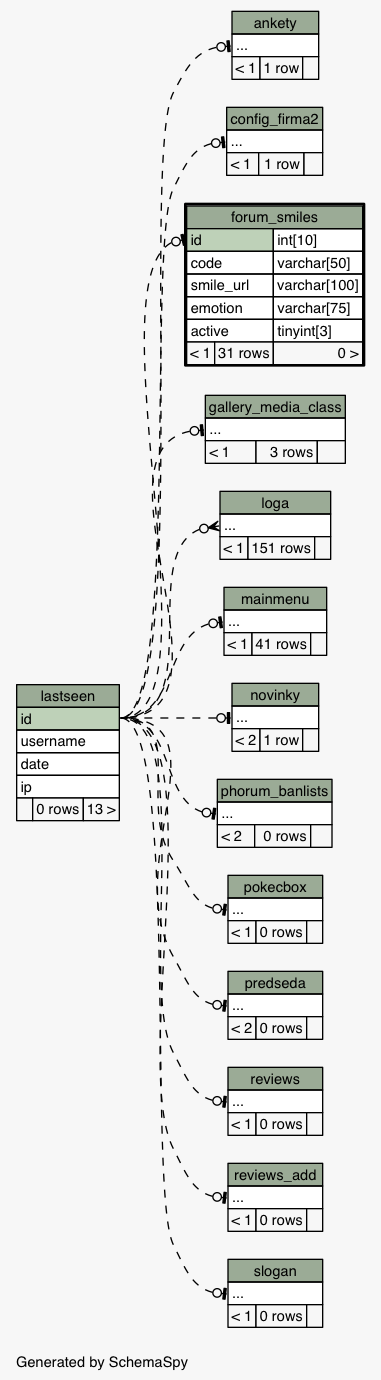 ankety
...
< 1 1 row
config_firma2
...
< 1 1 row
forum_smiles
id int[10]
code varchar[50]
smile_url varchar[100]
emotion varchar[75]
active tinyint[3]
< 1 31 rows 0 >
gallery_media_class
...
< 1 3 rows
loga
...
< 1 151 rows
mainmenu
...
< 1 41 rows
lastseen
id
username
date
ip
0 rows 13 >
novinky
...
< 2 1 row
phorum_banlists
...
< 2 0 rows
pokecbox
...
< 1 0 rows
predseda
...
< 2 0 rows
reviews
...
< 1 0 rows
reviews_add
...
< 1 0 rows
slogan
...
< 1 0 rows
Generated by SchemaSpy